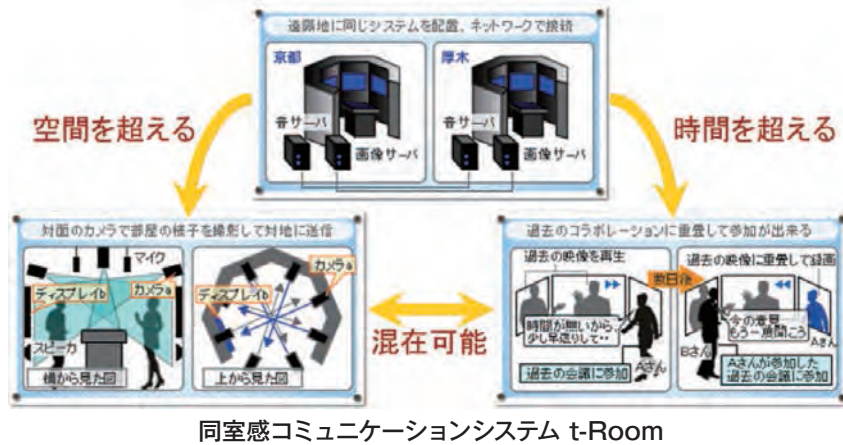 遠隔地に同じシステムを配置、ネットワークで接続
京都
厚木
音サーバ
画像サーバ
音サーバ
画像サーバ
空間を超える
時間を超える
対面のカメラで部屋の様子を撮影して対地に送信
マイク
ディスプレイb
カメラa
スピーカ
横から見た図
カメラa
ディスプレイb
上から見た図
混在可能
過去のコラボレーションに重畳して参加が出来る
過去の映像を再生
時間が無いから、
少し早送りして・・
Aさん
過去の会議に参加
数日後
過去の映像に重畳して録画
今の意見
もう一度聞こう
Aさん
Bさん
Aさんが参加した
過去の会議に参加
同室感コミュニケーションシステム t-Room